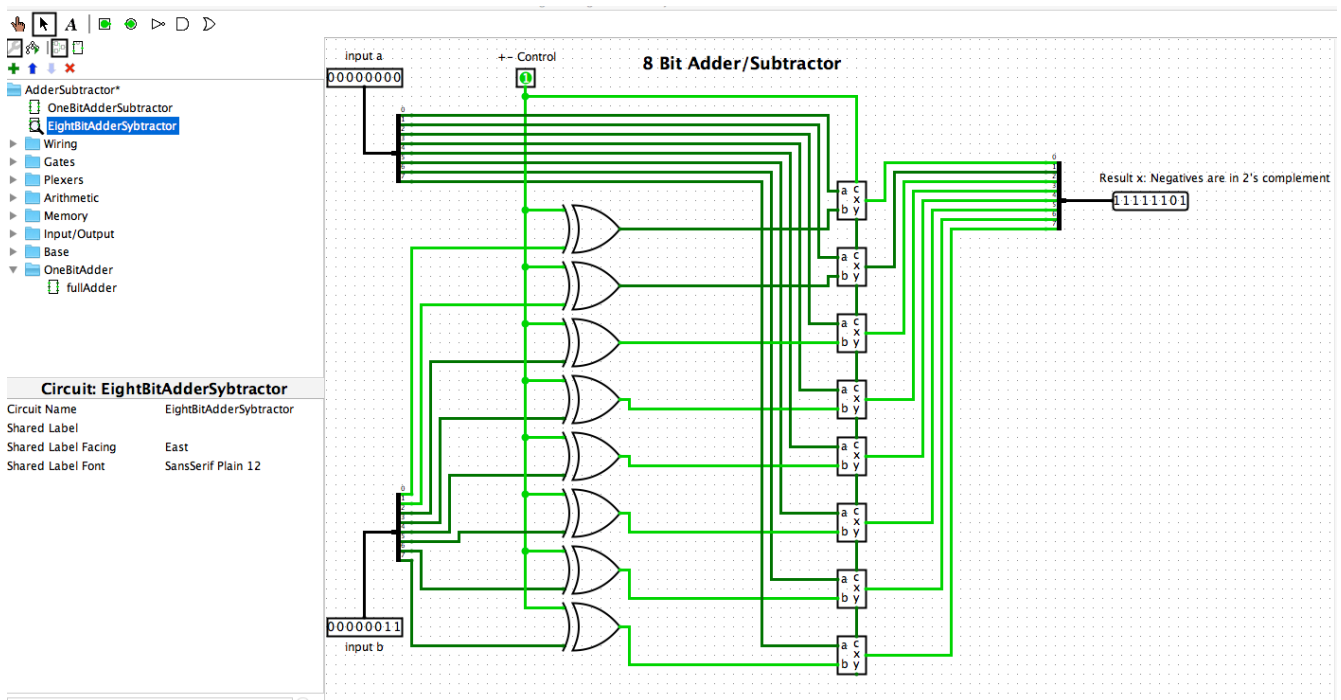 A
AdderSubtractor*
OneBitAdderSubtractor
EightBitAdderSybtractor
Wiring
Gates
Plexers
Arithmetic
Memory
Input/Output
Base
OneBitAdder
fullAdder
Circuit: EightBitAdderSybtractor
Circuit Name EightBitAdderSybtractor
Shared Label
Shared Label Facing East
Shared Label Font SansSerif Plain 12
input a
00000000
+- Control
1
8 Bit Adder/Subtractor
a c
x
b y
a c
x
b y
a c
x
b y
a c
x
b y
a c
x
b y
a c
x
b y
a c
x
b y
a c
x
b y
Result x: Negatives are in 2's complement
11111101
00000011
input b